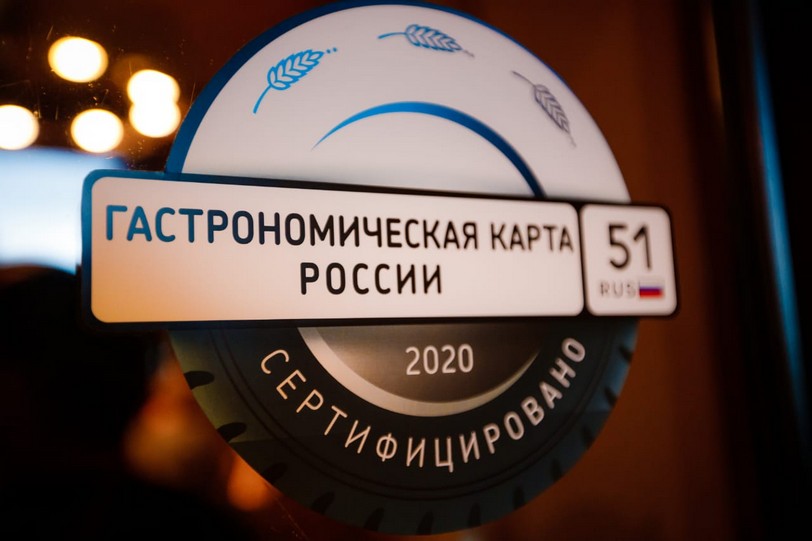 ГАСТРОНОМИЧЕСКАЯ КАРТА
РОССИИ
51
RUS
2020
СЕРТИФИЦИРОВАНО